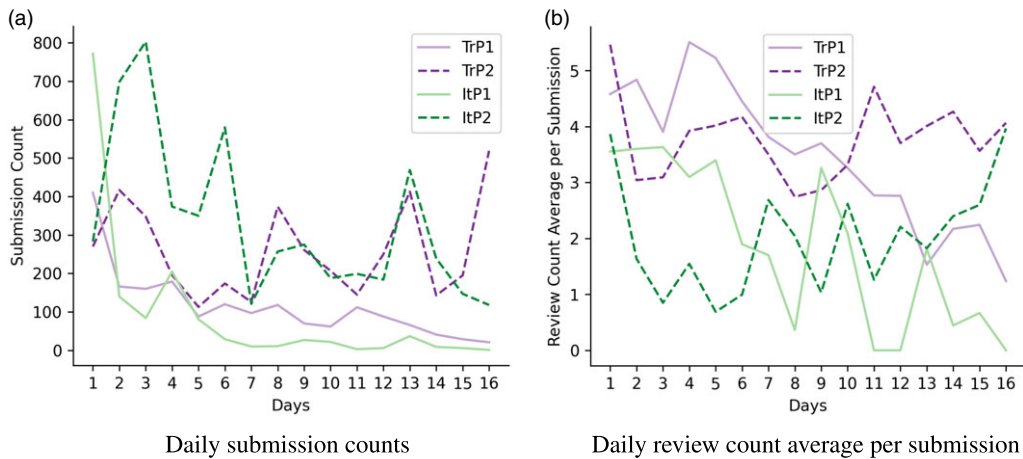 (a)
800
700
600
500
400
300
200
100
0
Submission Count
TrP1
TrP2
ItP1
ItP2
1 2 3 4 5 6 7 8 9 10 11 12 13 14 15 16
Days
Daily submission counts
(b)
5
4
3
2
1
0
Review Count Average per Submission
TrP1
TrP2
ItP1
ItP2
1 2 3 4 5 6 7 8 9 10 11 12 13 14 15 16
Days
Daily review count average per submission